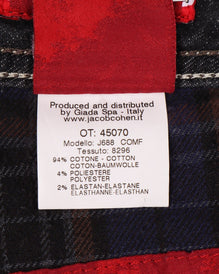 Produced and distributed
by Giada Spa - Italy
www.jacobcohen.it
OT: 45070
Modello: J688 COMF
Tessuto: 8296
94% COTONE - COTTON
COTON-BAUMWOLLE
4% POLIESTERE
POLYESTER
2% ELASTAN-ELASTANE
ELASTHANNE-ELASTHAN